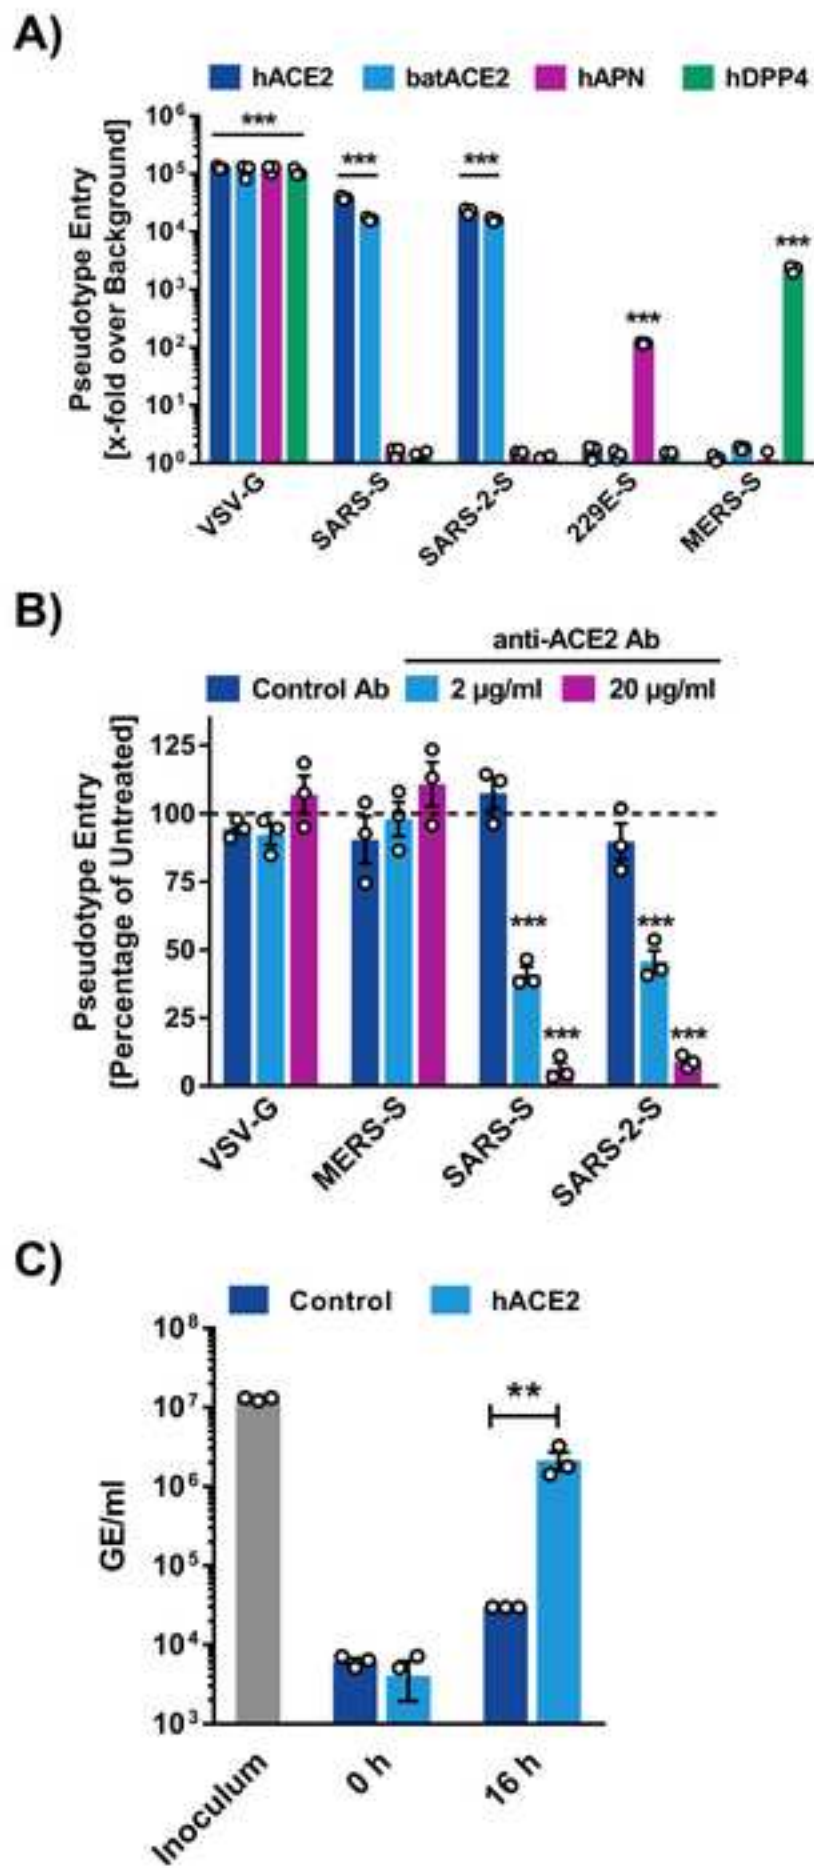 A)
hACE2 batACE2 hAPN hDPP4
Pseudotype Entry
[x-fold over Background]
10⁶
10⁵
10⁴
10³
10²
10¹
10⁰
***
***
***
***
***
VSV-G
SARS-S
SARS-2-S
229E-S
MERS-S
B)
anti-ACE2 Ab
Control Ab 2 µg/ml 20 µg/ml
Pseudotype Entry
[Percentage of Untreated]
125
100
75
50
25
0
***
***
***
***
VSV-G
MERS-S
SARS-S
SARS-2-S
C)
Control hACE2
GE/ml
10⁸
10⁷
10⁶
10⁵
10⁴
10³
**
Inoculum
0 h
16 h